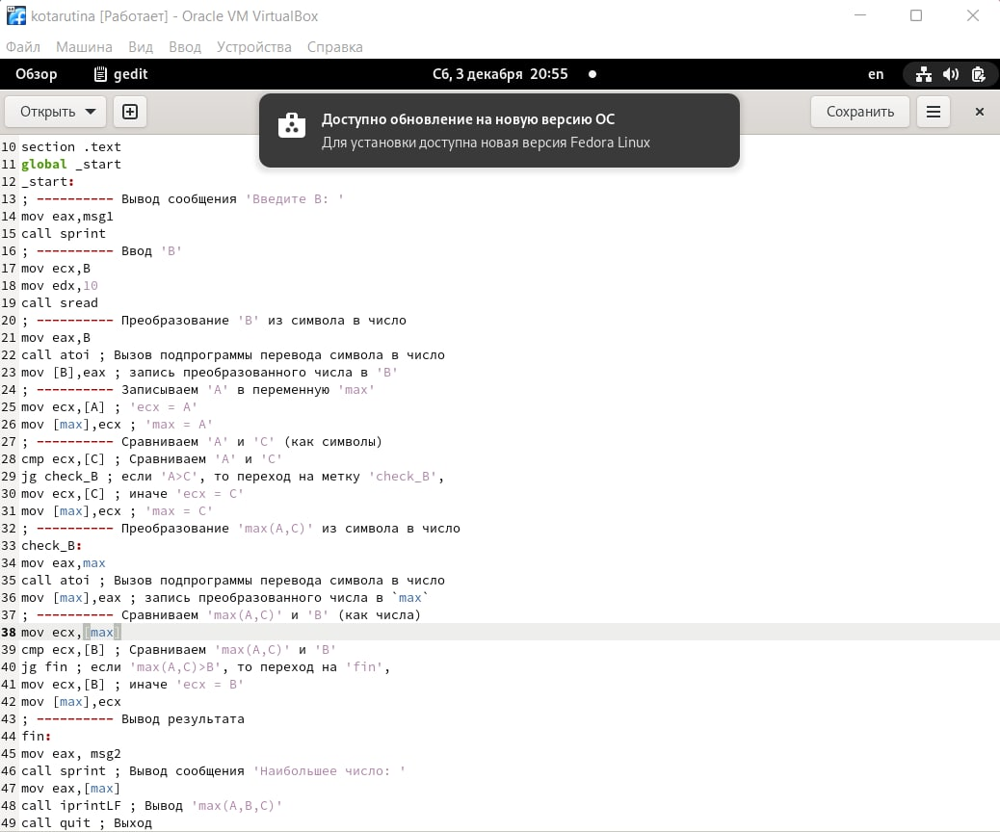 kotarutina [Работает] - Oracle VM VirtualBox
Файл Машина Вид Ввод Устройства Справка
Обзор gedit Сб, 3 декабря 20:55 en
Открыть Сохранить
Доступно обновление на новую версию ОС
Для установки доступна новая версия Fedora Linux
10 section .text
11 global _start
12 _start:
13 ; ---------- Вывод сообщения 'Введите B: '
14 mov eax,msg1
15 call sprint
16 ; ---------- Ввод 'B'
17 mov ecx,B
18 mov edx,10
19 call sread
20 ; ---------- Преобразование 'B' из символа в число
21 mov eax,B
22 call atoi ; Вызов подпрограммы перевода символа в число
23 mov [B],eax ; запись преобразованного числа в 'B'
24 ; ---------- Записываем 'A' в переменную 'max'
25 mov ecx,[A] ; 'ecx = A'
26 mov [max],ecx ; 'max = A'
27 ; ---------- Сравниваем 'A' и 'C' (как символы)
28 cmp ecx,[C] ; Сравниваем 'A' и 'C'
29 jg check_B ; если 'A>C', то переход на метку 'check_B',
30 mov ecx,[C] ; иначе 'ecx = C'
31 mov [max],ecx ; 'max = C'
32 ; ---------- Преобразование 'max(A,C)' из символа в число
33 check_B:
34 mov eax,max
35 call atoi ; Вызов подпрограммы перевода символа в число
36 mov [max],eax ; запись преобразованного числа в `max`
37 ; ---------- Сравниваем 'max(A,C)' и 'B' (как числа)
38 mov ecx,[max]
39 cmp ecx,[B] ; Сравниваем 'max(A,C)' и 'B'
40 jg fin ; если 'max(A,C)>B', то переход на 'fin',
41 mov ecx,[B] ; иначе 'ecx = B'
42 mov [max],ecx
43 ; ---------- Вывод результата
44 fin:
45 mov eax, msg2
46 call sprint ; Вывод сообщения 'Наибольшее число: '
47 mov eax,[max]
48 call iprintLF ; Вывод 'max(A,B,C)'
49 call quit ; Выход